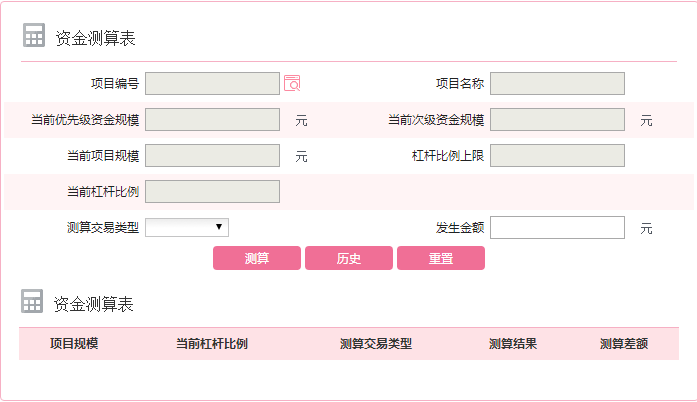 资金测算表
项目编号 项目名称
当前优先级资金规模 元 当前次级资金规模 元
当前项目规模 元 杠杆比例上限
当前杠杆比例
测算交易类型 发生金额 元
测算 历史 重置
资金测算表
项目规模 当前杠杆比例 测算交易类型 测算结果 测算差额